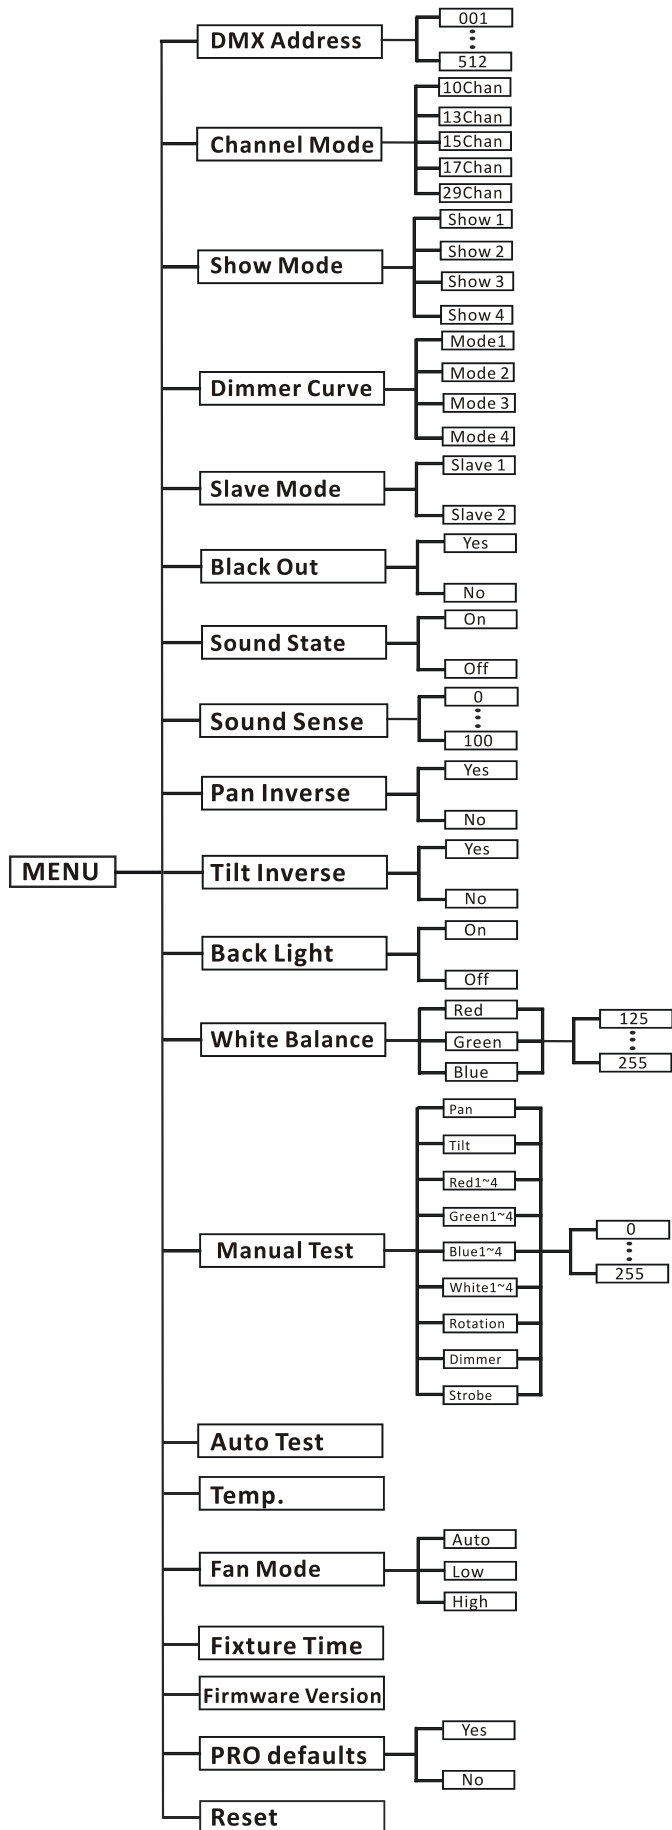 DMX Address
001
512
Channel Mode
10Chan
13Chan
15Chan
17Chan
29Chan
Show Mode
Show 1
Show 2
Show 3
Show 4
Dimmer Curve
Mode1
Mode 2
Mode 3
Mode 4
Slave Mode
Slave 1
Slave 2
Black Out
Yes
No
Sound State
On
Off
Sound Sense
0
100
Pan Inverse
Yes
No
MENU
Tilt Inverse
Yes
No
Back Light
On
Off
White Balance
Red
Green
Blue
125
255
Manual Test
Pan
Tilt
Red1~4
Green1~4
Blue1~4
White1~4
Rotation
Dimmer
Strobe
0
255
Auto Test
Temp.
Fan Mode
Auto
Low
High
Fixture Time
Firmware Version
PRO defaults
Yes
No
Reset